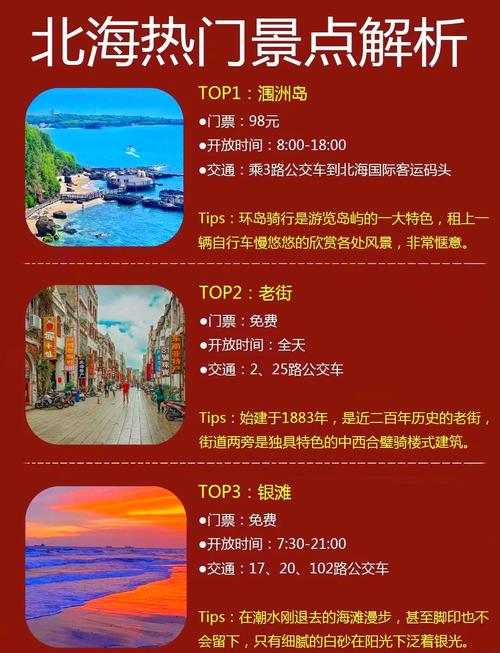 北海热门景点解析
TOP1：涠洲岛
●门票：98元
●开放时间：8:00-18:00
●交通：乘3路公交车到北海国际客运码头
Tips：环岛骑行是游览岛屿的一大特色，租上一
辆自行车慢悠悠的欣赏各处风景，非常惬意。
TOP2：老街
●门票：免费
●开放时间：全天
●交通：2、25路公交车
东南亚特产
Tips：始建于1883年，是近二百年历史的老街，
街道两旁是独具特色的中西合璧骑楼式建筑。
TOP3：银滩
●门票：免费
●开放时间：7:30-21:00
●交通：17、20、102路公交车
Tips：在潮水刚退去的海滩漫步，甚至脚印也不
会留下，只有细腻的白砂在阳光下泛着银光。